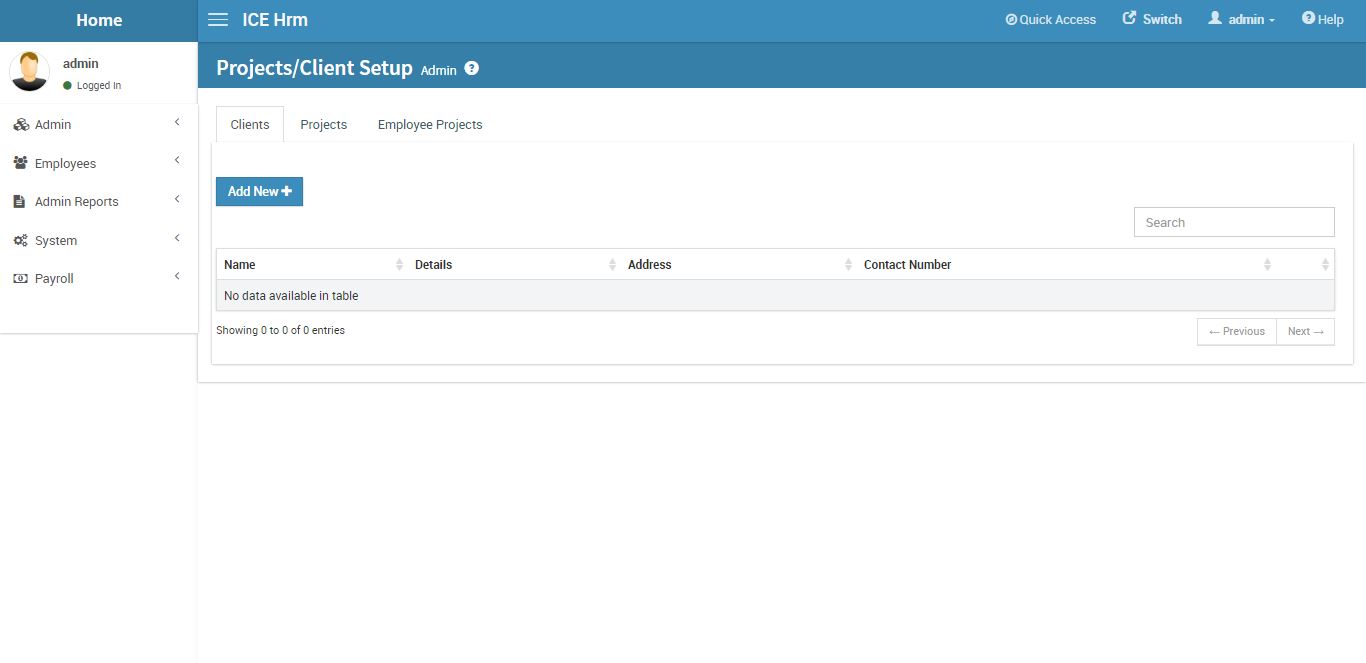 Home
ICE Hrm
Quick Access
Switch
admin
Help
admin
Logged In
Projects/Client Setup Admin
Admin
Employees
Admin Reports
System
Payroll
Clients
Projects
Employee Projects
Add New
Search
Name
Details
Address
Contact Number
No data available in table
Showing 0 to 0 of 0 entries
← Previous
Next →